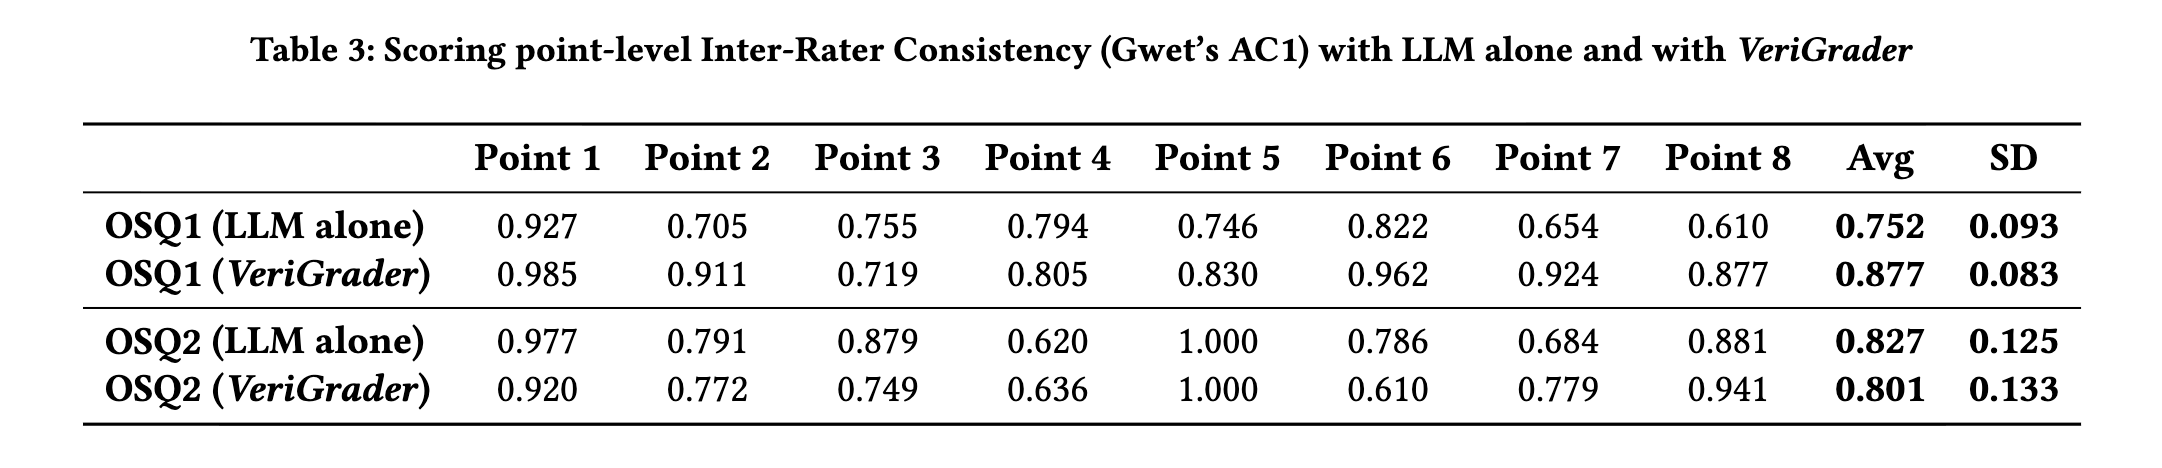 Table 3: Scoring point-level Inter-Rater Consistency (Gwet's AC1) with LLM alone and with VeriGrader
Point 1 Point 2 Point 3 Point 4 Point 5 Point 6 Point 7 Point 8 Avg SD
OSQ1 (LLM alone) 0.927 0.705 0.755 0.794 0.746 0.822 0.654 0.610 0.752 0.093
OSQ1 (VeriGrader) 0.985 0.911 0.719 0.805 0.830 0.962 0.924 0.877 0.877 0.083
OSQ2 (LLM alone) 0.977 0.791 0.879 0.620 1.000 0.786 0.684 0.881 0.827 0.125
OSQ2 (VeriGrader) 0.920 0.772 0.749 0.636 1.000 0.610 0.779 0.941 0.801 0.133